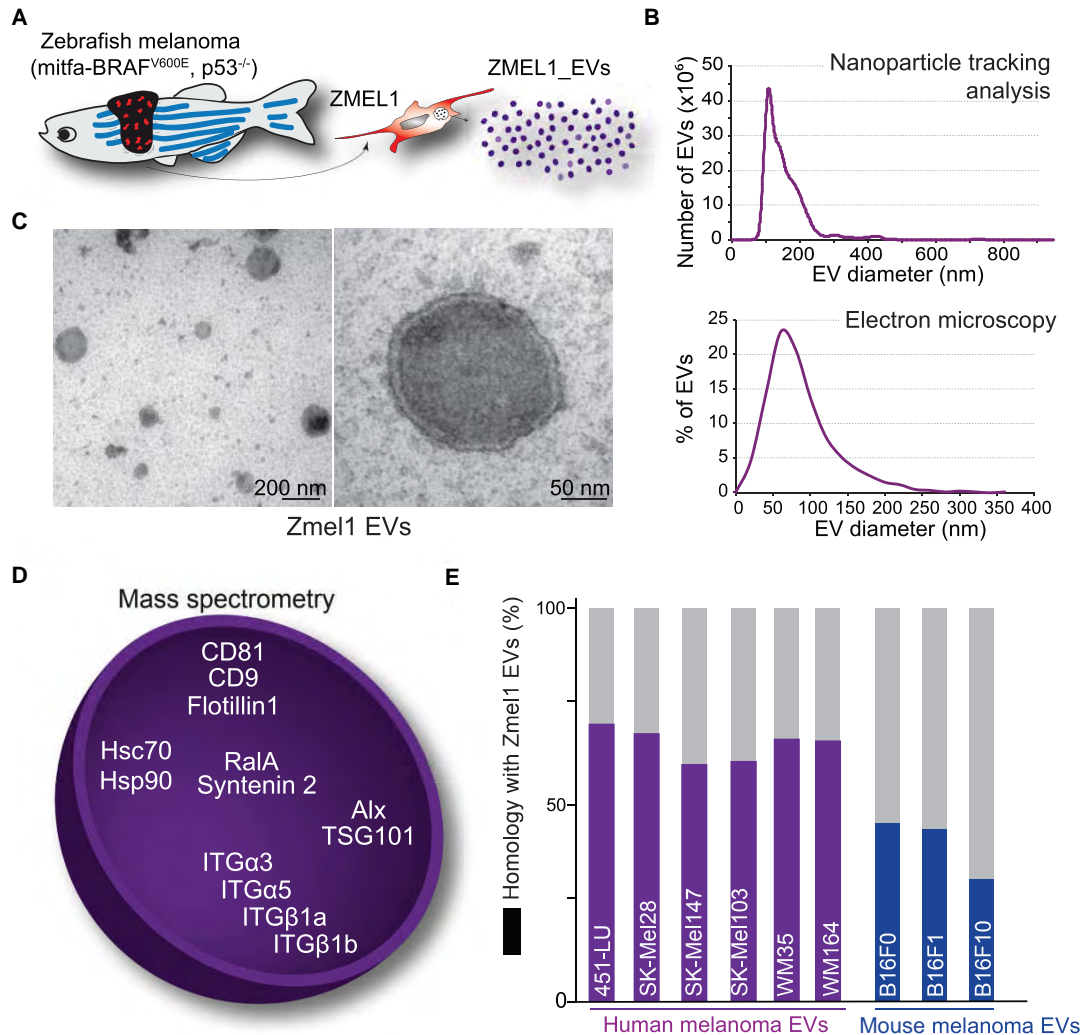 A
Zebrafish melanoma
(mitfa-BRAFV600E, p53-/-)
ZMEL1
ZMEL1_EVs
B
Nanoparticle tracking
analysis
Number of EVs (x10⁶)
50
40
30
20
10
0
0 200 400 600 800
EV diameter (nm)
Electron microscopy
% of EVs
25
20
15
10
5
0
0 50 100 150 200 250 300 350 400
EV diameter (nm)
C
200 nm
50 nm
Zmel1 EVs
D
Mass spectrometry
CD81
CD9
Flotillin1
Hsc70
Hsp90
RalA
Syntenin 2
Alx
TSG101
ITGα3
ITGα5
ITGβ1a
ITGβ1b
E
Homology with Zmel1 EVs (%)
100
50
0
451-LU
SK-Mel28
SK-Mel147
SK-Mel103
WM35
WM164
B16F0
B16F1
B16F10
Human melanoma EVs
Mouse melanoma EVs